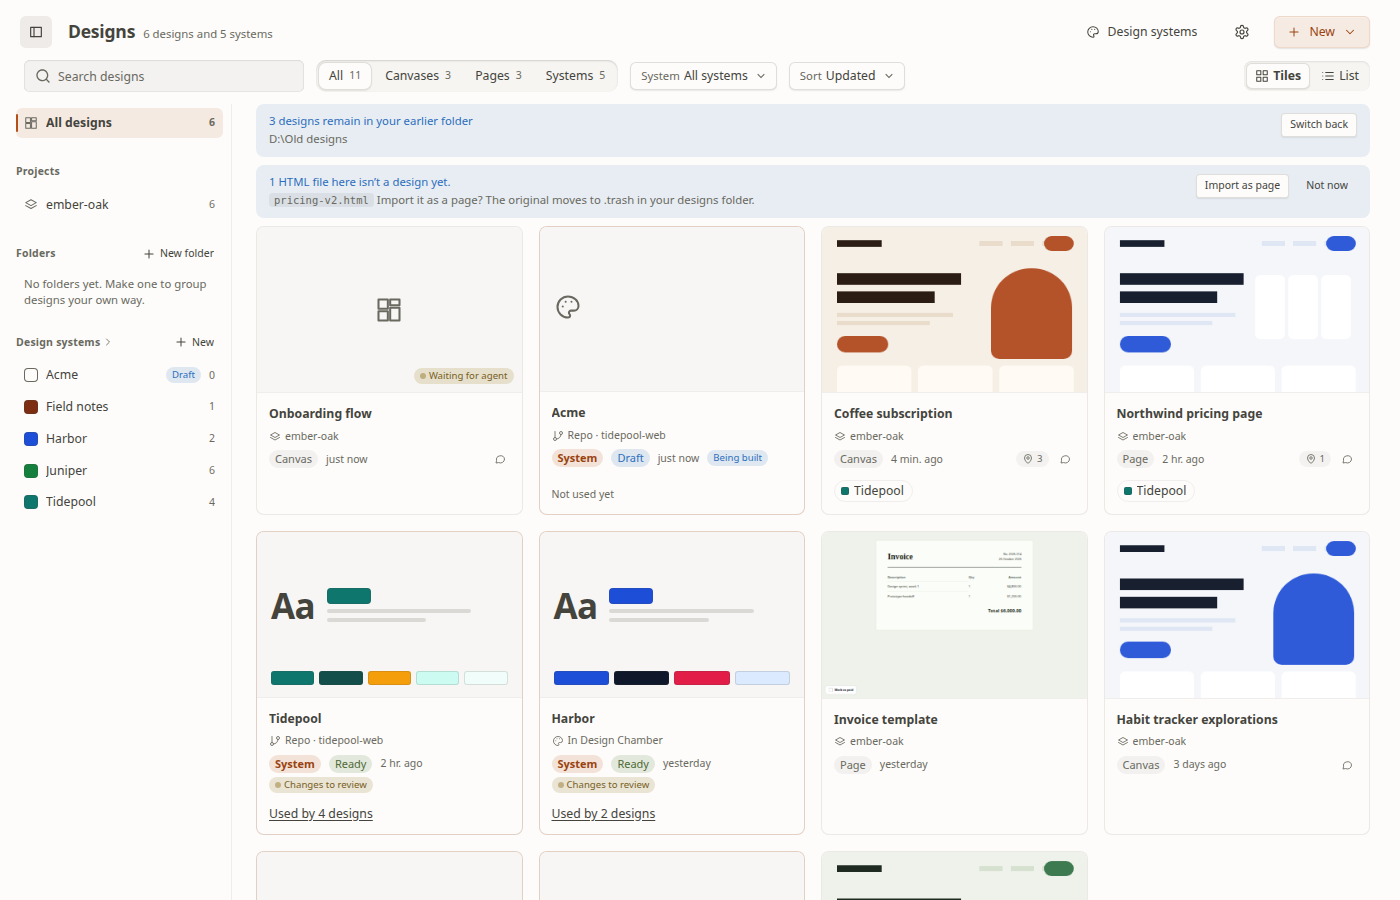 Designs 6 designs and 5 systems
Design systems
New
Search designs
All 11 Canvases 3 Pages 3 Systems 5
System All systems
Sort Updated
Tiles List
All designs 6
Projects
ember-oak 6
Folders New folder
No folders yet. Make one to group
designs your own way.
Design systems New
Acme Draft 0
Field notes 1
Harbor 2
Juniper 6
Tidepool 4
3 designs remain in your earlier folder
D:\Old designs
Switch back
1 HTML file here isn’t a design yet.
pricing-v2.html Import it as a page? The original moves to .trash in your designs folder.
Import as page Not now
Waiting for agent
Onboarding flow
ember-oak
Canvas just now
Acme
Repo · tidepool-web
System Draft just now Being built
Not used yet
Coffee subscription
ember-oak
Canvas 4 min. ago 3
Tidepool
Northwind pricing page
ember-oak
Page 2 hr. ago 1
Tidepool
Aa
Tidepool
Repo · tidepool-web
System Ready 2 hr. ago
Changes to review
Used by 4 designs
Aa
Harbor
In Design Chamber
System Ready yesterday
Changes to review
Used by 2 designs
Invoice
Description Amount
Invoice template
ember-oak
Page yesterday
Habit tracker explorations
ember-oak
Canvas 3 days ago